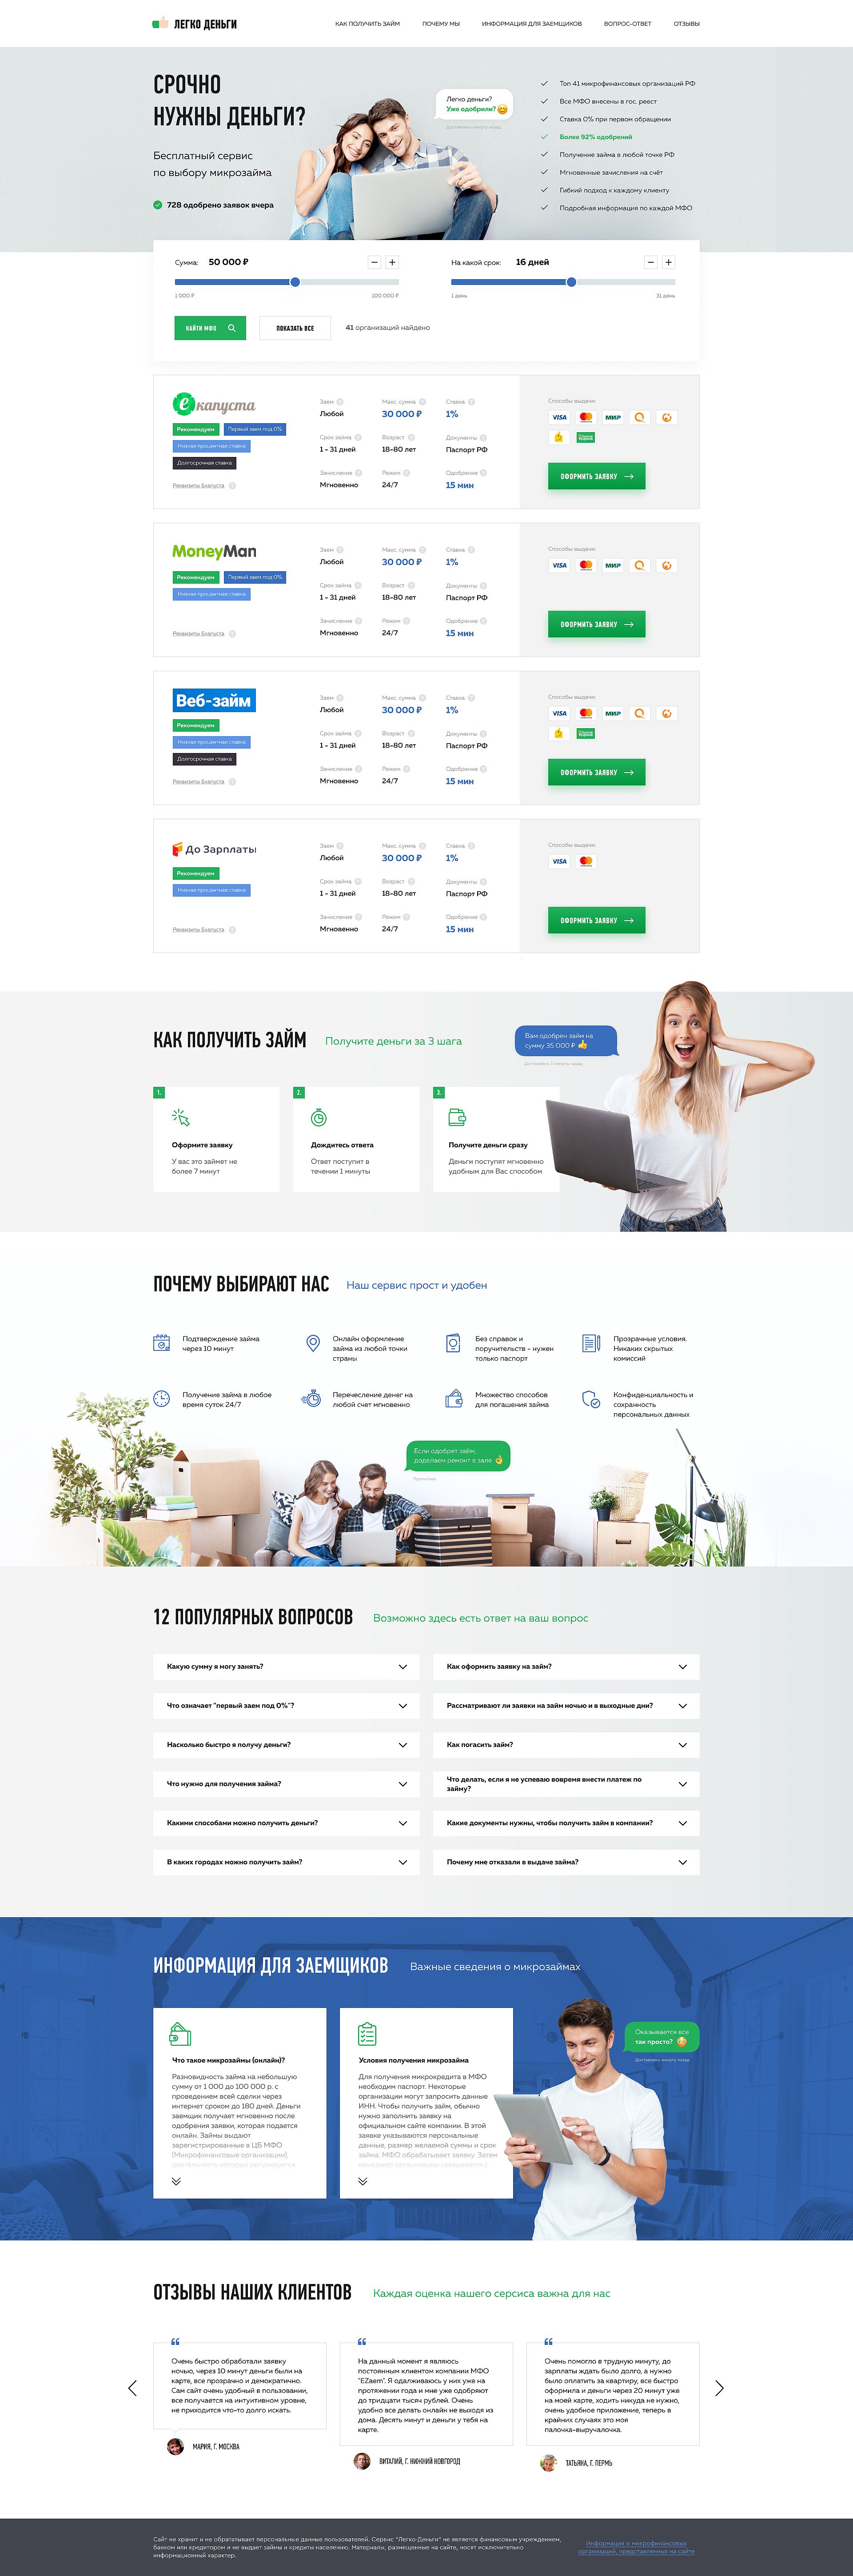 ЛЕГКО ДЕНЬГИ
КАК ПОЛУЧИТЬ ЗАЙМ
ПОЧЕМУ МЫ
ИНФОРМАЦИЯ ДЛЯ ЗАЕМЩИКОВ
ВОПРОС-ОТВЕТ
ОТЗЫВЫ
СРОЧНО
НУЖНЫ ДЕНЬГИ?
Бесплатный сервис
по выбору микрозайма
728 одобрено заявок вчера
Легко деньги?
Уже одобрили?
Доставлено минуту назад
Топ 41 микрофинансовых организаций РФ
Все МФО внесены в гос. реест
Ставка 0% при первом обращении
Более 92% одобрений
Получение займа в любой точке РФ
Мгновенные зачисления на счёт
Гибкий подход к каждому клиенту
Подробная информация по каждой МФО
Сумма: 50 000 ₽
1 000 ₽
100 000 ₽
На какой срок: 16 дней
1 день
31 день
НАЙТИ МФО
ПОКАЗАТЬ ВСЕ
41 организаций найдено
екапуста
Рекомендуем
Первый заем под 0%
Низкая процентная ставка
Долгосрочная ставка
Реквизиты Екапуста ?
Заем ?
Макс. сумма ?
Ставка ?
Любой
30 000 ₽
1%
Срок займа ?
Возраст ?
Документы ?
1 - 31 дней
18-80 лет
Паспорт РФ
Зачисление ?
Режим ?
Одобрение ?
Мгновенно
24/7
15 мин
Способы выдачи:
VISA
МИР
ОФОРМИТЬ ЗАЯВКУ
MoneyMan
Рекомендуем
Первый заем под 0%
Низкая процентная ставка
Реквизиты Екапуста ?
Заем ?
Макс. сумма ?
Ставка ?
Любой
30 000 ₽
1%
Срок займа ?
Возраст ?
Документы ?
1 - 31 дней
18-80 лет
Паспорт РФ
Зачисление ?
Режим ?
Одобрение ?
Мгновенно
24/7
15 мин
Способы выдачи:
VISA
МИР
ОФОРМИТЬ ЗАЯВКУ
Веб-займ
Рекомендуем
Низкая процентная ставка
Долгосрочная ставка
Реквизиты Екапуста ?
Заем ?
Макс. сумма ?
Ставка ?
Любой
30 000 ₽
1%
Срок займа ?
Возраст ?
Документы ?
1 - 31 дней
18-80 лет
Паспорт РФ
Зачисление ?
Режим ?
Одобрение ?
Мгновенно
24/7
15 мин
Способы выдачи:
VISA
МИР
ОФОРМИТЬ ЗАЯВКУ
До Зарплаты
Рекомендуем
Низкая процентная ставка
Реквизиты Екапуста ?
Заем ?
Макс. сумма ?
Ставка ?
Любой
30 000 ₽
1%
Срок займа ?
Возраст ?
Документы ?
1 - 31 дней
18-80 лет
Паспорт РФ
Зачисление ?
Режим ?
Одобрение ?
Мгновенно
24/7
15 мин
Способы выдачи:
VISA
ОФОРМИТЬ ЗАЯВКУ
КАК ПОЛУЧИТЬ ЗАЙМ
Получите деньги за 3 шага
Вам одобрен займ на
сумму 35 000 ₽
Доставлено 3 минуты назад
1.
Оформите заявку
У вас это займет не
более 7 минут
2.
Дождитесь ответа
Ответ поступит в
течении 1 минуты
3.
Получите деньги сразу
Деньги поступят мгновенно
удобным для Вас способом
ПОЧЕМУ ВЫБИРАЮТ НАС
Наш сервис прост и удобен
Подтверждение займа
через 10 минут
Онлайн оформление
займа из любой точки
страны
Без справок и
поручительств - нужен
только паспорт
Прозрачные условия.
Никаких скрытых
комиссий
Получение займа в любое
время суток 24/7
Перечесление денег на
любой счет мгновенно
Множество способов
для погашения займа
Конфиденциальность и
сохранность
персональных данных
Если одобрят займ,
доделаем ремонт в зале
Прочитано
12 ПОПУЛЯРНЫХ ВОПРОСОВ
Возможно здесь есть ответ на ваш вопрос
Какую сумму я могу занять?
Как оформить заявку на займ?
Что означает "первый заем под 0%"?
Рассматривают ли заявки на займ ночью и в выходные дни?
Насколько быстро я получу деньги?
Как погасить займ?
Что нужно для получения займа?
Что делать, если я не успеваю вовремя внести платеж по
займу?
Какими способами можно получить деньги?
Какие документы нужны, чтобы получить займ в компании?
В каких городах можно получить займ?
Почему мне отказали в выдаче займа?
ИНФОРМАЦИЯ ДЛЯ ЗАЕМЩИКОВ
Важные сведения о микрозаймах
Что такое микрозаймы (онлайн)?
Разновидность займа на небольшую
сумму от 1 000 до 100 000 р. с
проведением всей сделки через
интернет сроком до 180 дней. Деньги
заемщик получает мгновенно после
одобрения заявки, которая подается
онлайн. Займы выдают
зарегистрированные в ЦБ МФО
(Микрофинансовые организации),
деятельность которых регулируется
Условия получения микрозайма
Для получения микрокредита в МФО
необходим паспорт. Некоторые
организации могут запросить данные
ИНН. Чтобы получить займ, обычно
нужно заполнить заявку на
официальном сайте компании. В этой
заявке указываются персональные
данные, размер желаемой суммы и срок
займа. МФО обрабатывает заявку. Затем
менеджер организации связывается с
Оказывается все
так просто?
Доставлено минуту назад
ОТЗЫВЫ НАШИХ КЛИЕНТОВ
Каждая оценка нашего серсиса важна для нас
Очень быстро обработали заявку
ночью, через 10 минут деньги были на
карте, все прозрачно и демократично.
Сам сайт очень удобный в пользовании,
все получается на интуитивном уровне,
не приходится что-то долго искать.
МАРИЯ, Г. МОСКВА
На данный момент я являюсь
постоянным клиентом компании МФО
"EZaem". Я одалживаюсь у них уже на
протяжении года и мне уже одобряют
до тридцати тысяч рублей. Очень
удобно все делать онлайн не выходя из
дома. Десять минут и деньги у тебя на
карте.
ВИТАЛИЙ, Г. НИЖНИЙ НОВГОРОД
Очень помогло в трудную минуту, до
зарплаты ждать было долго, а нужно
было оплатить за квартиру, все быстро
оформила и деньги через 20 минут уже
на моей карте, ходить никуда не нужно,
очень удобное приложение, теперь в
крайних случаях это моя
палочка-выручалочка.
ТАТЬЯНА, Г. ПЕРМЬ
Сайт не хранит и не обрататывает персональные данные пользователей. Сервис "Легко-Деньги" не является финансовым учреждением,
банком или кредитором и не выдает займы и кредиты населению. Материалы, размещенные на сайте, носят исключительно
информационный характер.
Информация о микрофинансовых
организаций, представленных на сайте